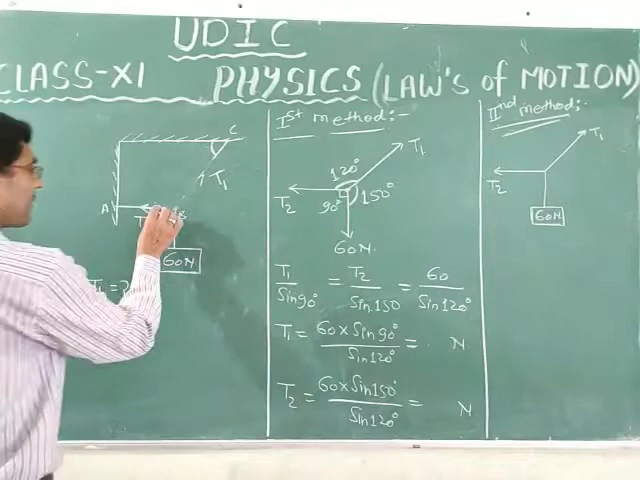 UDIC
CLASS-XI PHYSICS (LAW'S of MOTION)
C
T₁
A
B
T
60N
T₁ = ?
Iˢᵗ method:-
120°
T₁
T₂
90°
150°
60N
T₁/Sin90° = T₂/Sin150 = 60/Sin120°
T₁ = 60×Sin90°/Sin120° = N
T₂ = 60×Sin150°/Sin120° = N
IIⁿᵈ method:-
T₁
T₂
60N